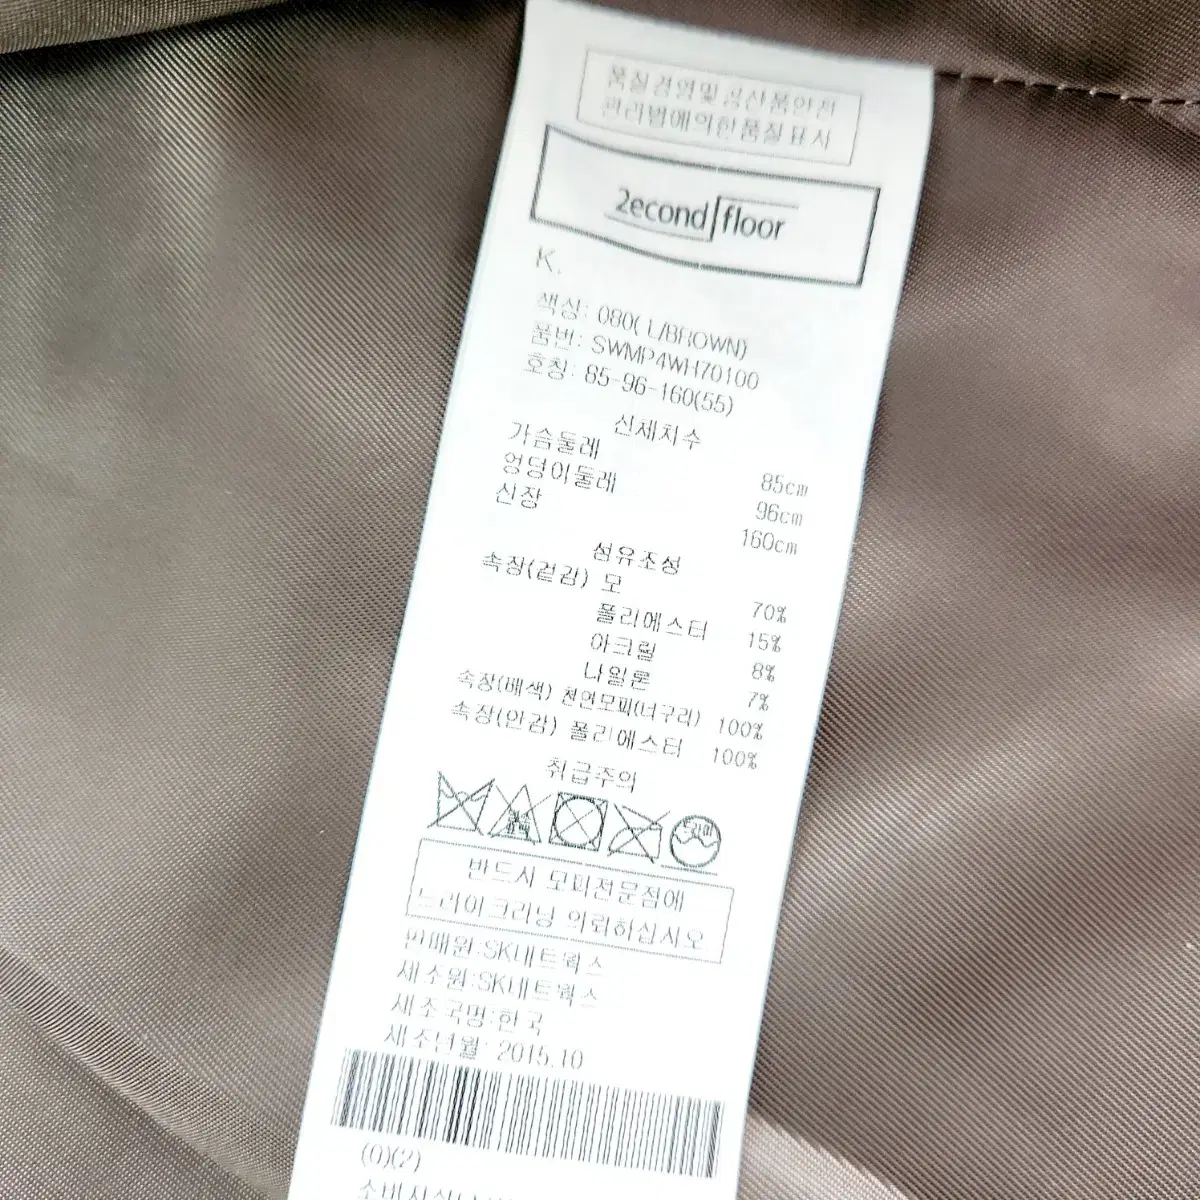 품질경영및공산품안전
관리법에의한품질표시
2econd floor
K.
색상: 080( L/BROWN)
품번: SWMP4WH70100
호칭: 85-96-160(55)
신체치수
가슴둘레 85cm
엉덩이둘레 96cm
신장 160cm
섬유조성
속장(겉감) 모 70%
폴리에스터 15%
아크릴 8%
나일론 7%
속장(배색) 천연모피(너구리) 100%
속장(안감) 폴리에스터 100%
취급주의
드라이
반드시 모피전문점에
드라이크리닝 의뢰하십시오
판매원:SK네트웍스
제조원:SK네트웍스
제조국명:한국
제조년월: 2015.10
(0)(2)